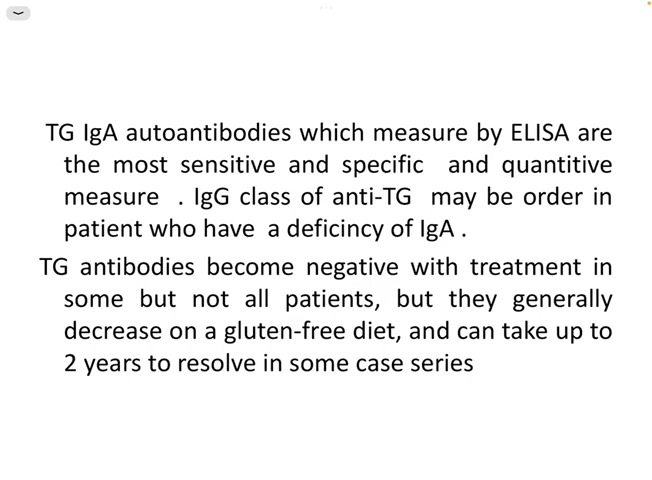 TG IgA autoantibodies which measure by ELISA are
the most sensitive and specific and quantitive
measure . IgG class of anti-TG may be order in
patient who have a deficincy of IgA .
TG antibodies become negative with treatment in
some but not all patients, but they generally
decrease on a gluten-free diet, and can take up to
2 years to resolve in some case series